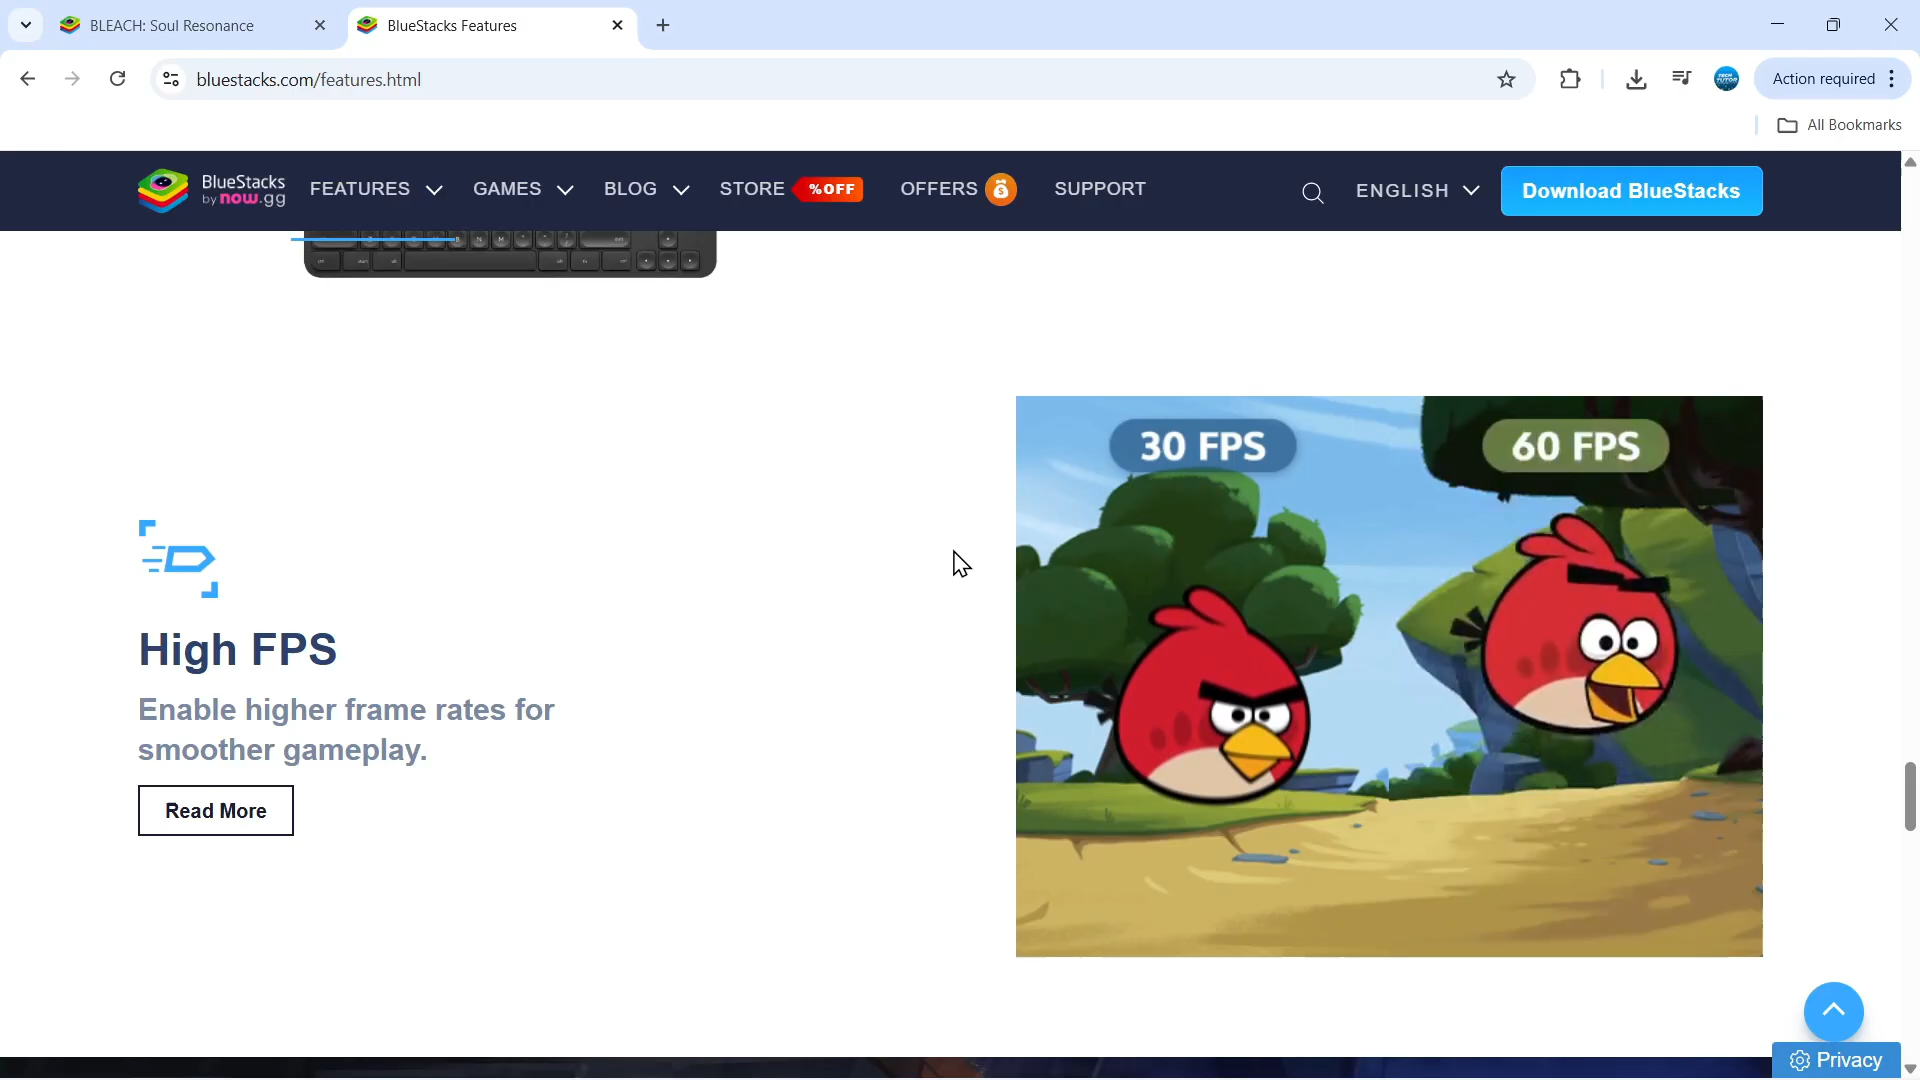 BLEACH: Soul Resonance
BlueStacks Features
bluestacks.com/features.html
Action required
All Bookmarks
BlueStacks
by now.gg
FEATURES
GAMES
BLOG
STORE
%OFF
OFFERS
SUPPORT
ENGLISH
Download BlueStacks
30 FPS
60 FPS
High FPS
Enable higher frame rates for
smoother gameplay.
Read More
Privacy